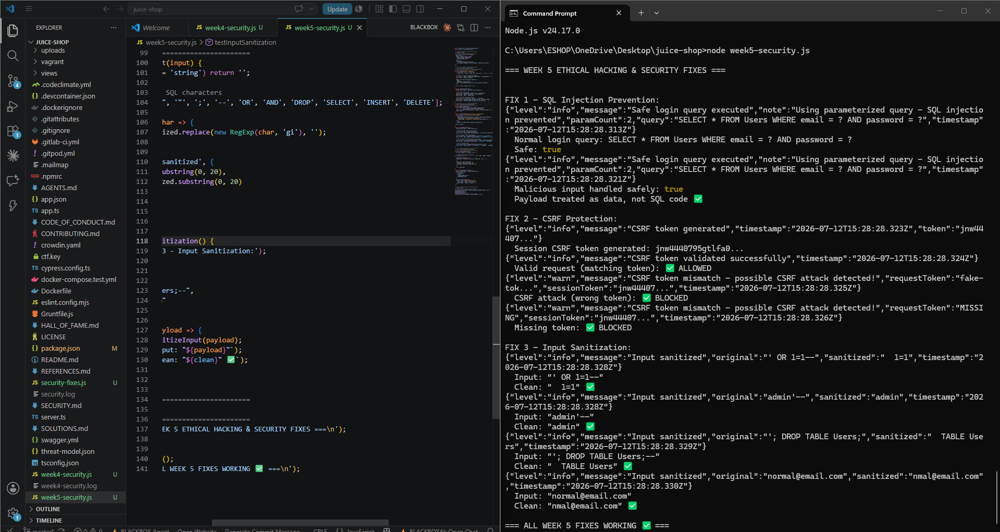 juice-shop
Update
EXPLORER
JUICE-SHOP
uploads
vagrant
views
.codeclimate.yml
.devcontainer.json
.dockerignore
.gitattributes
.gitignore
.gitlab-ci.yml
.gitpod.yml
.mailmap
.npmrc
AGENTS.md
app.json
TS app.ts
CODE_OF_CONDUCT.md
CONTRIBUTING.md
crowdin.yaml
ctf.key
TS cypress.config.ts
docker-compose.test.yml
Dockerfile
JS eslint.config.mjs
Gruntfile.js
HALL_OF_FAME.md
LICENSE
package.json M
README.md
REFERENCES.md
JS security-fixes.js U
security.log
SECURITY.md
TS server.ts
SOLUTIONS.md
swagger.yml
threat-model.json
tsconfig.json
JS week4-security.js U
week4-security.log
JS week5-security.js U
OUTLINE
TIMELINE
4
1
1
Welcome
JS week4-security.js U
JS week5-security.js U
BLACKBOX
JS week5-security.js > testInputSanitization
99 ======================
100 t(input) {
101 = 'string') return '';
102
103 SQL characters
104 ", '"', ';', '--', 'OR', 'AND', 'DROP', 'SELECT', 'INSERT', 'DELETE'];
105
106 har => {
107 ized.replace(new RegExp(char, 'gi'), '');
108
109
110 sanitized', {
111 ubstring(0, 20),
112 zed.substring(0, 20)
113
114
115
116
117
118 itization() {
119 3 - Input Sanitization:');
120
121
122
123 ers;--",
124 "
125
126
127 yload => {
128 itizeInput(payload);
129 put: "${payload}"`);
130 ean: "${clean}" ✅`);
131
132
133
134 ======================
135
136 ======================
137 EK 5 ETHICAL HACKING & SECURITY FIXES ===\n');
138
139
140 ();
141 L WEEK 5 FIXES WORKING ✅ ===\n');
master*
0 0
BLACKBOX Agent
Open Website
Generate Commit Message
CRLF
{} JavaScript
BLACKBOXAI: Open Chat
Command Prompt
Node.js v24.17.0
C:\Users\ESHOP\OneDrive\Desktop\juice-shop>node week5-security.js
=== WEEK 5 ETHICAL HACKING & SECURITY FIXES ===
FIX 1 - SQL Injection Prevention:
{"level":"info","message":"Safe login query executed","note":"Using parameterized query - SQL injectio
n prevented","paramCount":2,"query":"SELECT * FROM Users WHERE email = ? AND password = ?","timestamp"
:"2026-07-12T15:28:28.313Z"}
Normal login query: SELECT * FROM Users WHERE email = ? AND password = ?
Safe: true
{"level":"info","message":"Safe login query executed","note":"Using parameterized query - SQL injectio
n prevented","paramCount":2,"query":"SELECT * FROM Users WHERE email = ? AND password = ?","timestamp"
:"2026-07-12T15:28:28.321Z"}
Malicious input handled safely: true
Payload treated as data, not SQL code ✅
FIX 2 - CSRF Protection:
{"level":"info","message":"CSRF token generated","timestamp":"2026-07-12T15:28:28.323Z","token":"jnw44
407..."}
Session CSRF token generated: jnw4440795gtlfa0...
{"level":"info","message":"CSRF token validated successfully","timestamp":"2026-07-12T15:28:28.324Z"}
Valid request (matching token): ✅ ALLOWED
{"level":"warn","message":"CSRF token mismatch - possible CSRF attack detected!","requestToken":"fake-
tok...","sessionToken":"jnw44407...","timestamp":"2026-07-12T15:28:28.325Z"}
CSRF attack (wrong token): ✅ BLOCKED
{"level":"warn","message":"CSRF token mismatch - possible CSRF attack detected!","requestToken":"MISSI
NG","sessionToken":"jnw44407...","timestamp":"2026-07-12T15:28:28.326Z"}
Missing token: ✅ BLOCKED
FIX 3 - Input Sanitization:
{"level":"info","message":"Input sanitized","original":"' OR 1=1--","sanitized":"  1=1","timestamp":"2
026-07-12T15:28:28.328Z"}
Input: "' OR 1=1--"
Clean: "  1=1" ✅
{"level":"info","message":"Input sanitized","original":"admin'--","sanitized":"admin","timestamp":"202
6-07-12T15:28:28.328Z"}
Input: "admin'--"
Clean: "admin" ✅
{"level":"info","message":"Input sanitized","original":"'; DROP TABLE Users;","sanitized":"  TABLE Use
rs","timestamp":"2026-07-12T15:28:28.329Z"}
Input: "'; DROP TABLE Users;--"
Clean: "  TABLE Users" ✅
{"level":"info","message":"Input sanitized","original":"normal@email.com","sanitized":"nmal@email.com"
,"timestamp":"2026-07-12T15:28:28.330Z"}
Input: "normal@email.com"
Clean: "nmal@email.com" ✅
=== ALL WEEK 5 FIXES WORKING ✅ ===